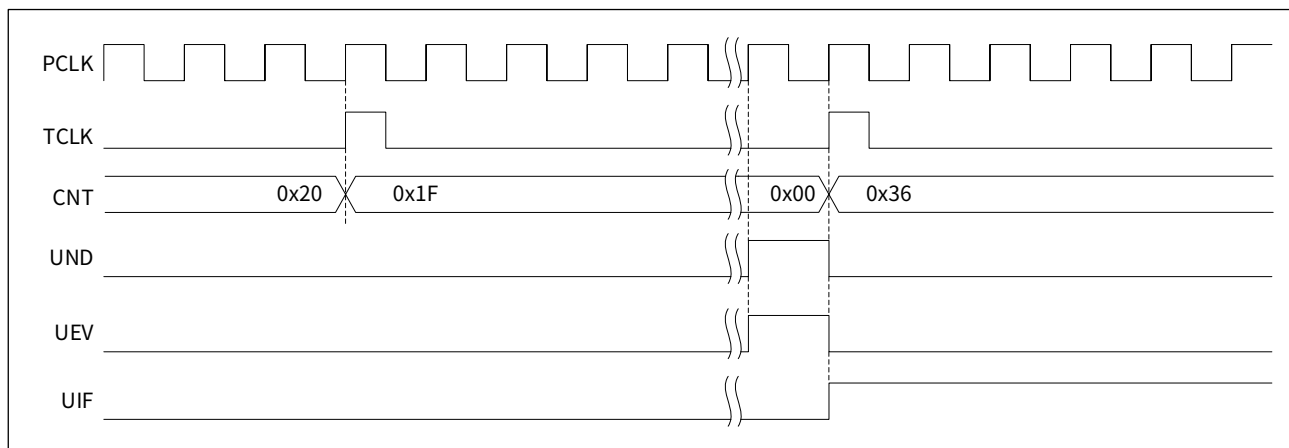 PCLK
TCLK
CNT 0x20 0x1F 0x00 0x36
UND
UEV
UIF